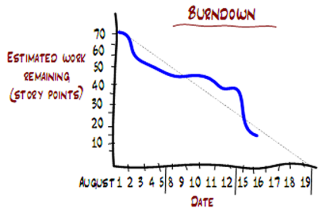 BURNDOWN
ESTIMATED WORK
REMAINING
(STORY POINTS)
70
60
50
40
30
20
10
AUGUST 1 2 3 4 5 8 9 10 11 12 15 16 17 18 19
DATE